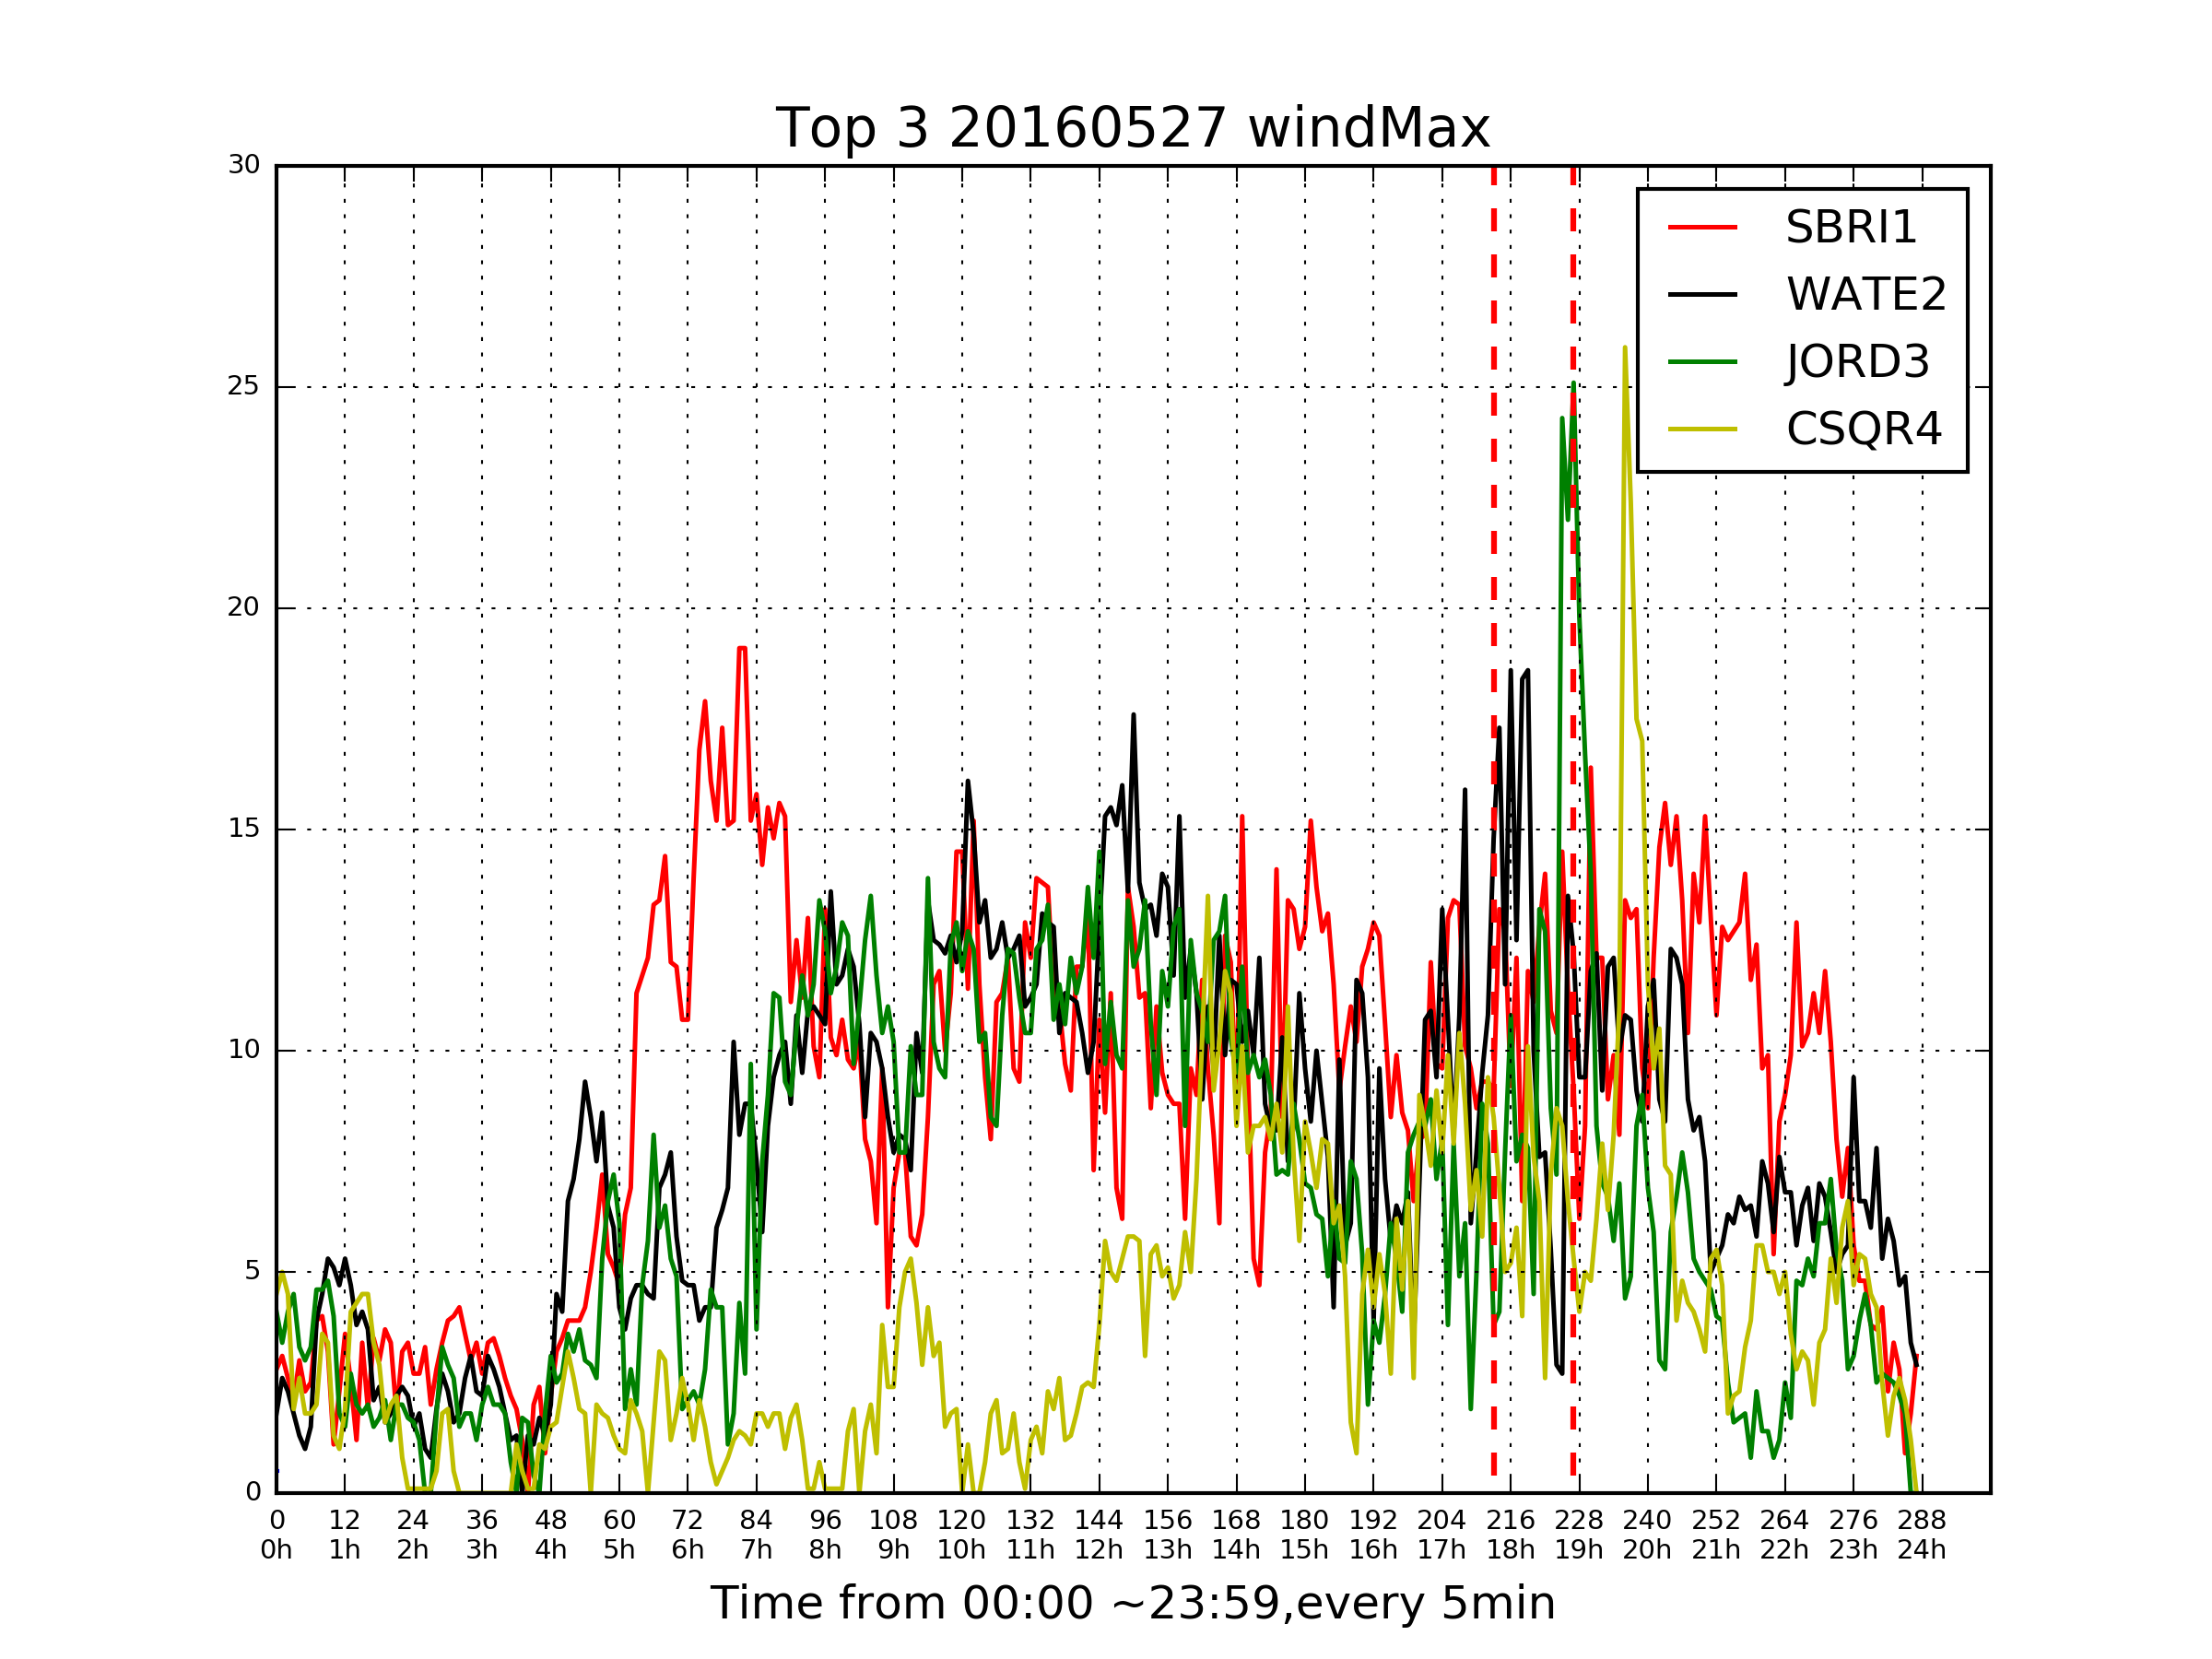 Top 3 20160527 windMax
30
25
20
15
10
5
0
SBRI1
WATE2
JORD3
CSQR4
0 12 24 36 48 60 72 84 96 108 120 132 144 156 168 180 192 204 216 228 240 252 264 276 288
0h 1h 2h 3h 4h 5h 6h 7h 8h 9h 10h 11h 12h 13h 14h 15h 16h 17h 18h 19h 20h 21h 22h 23h 24h
Time from 00:00 ~23:59,every 5min